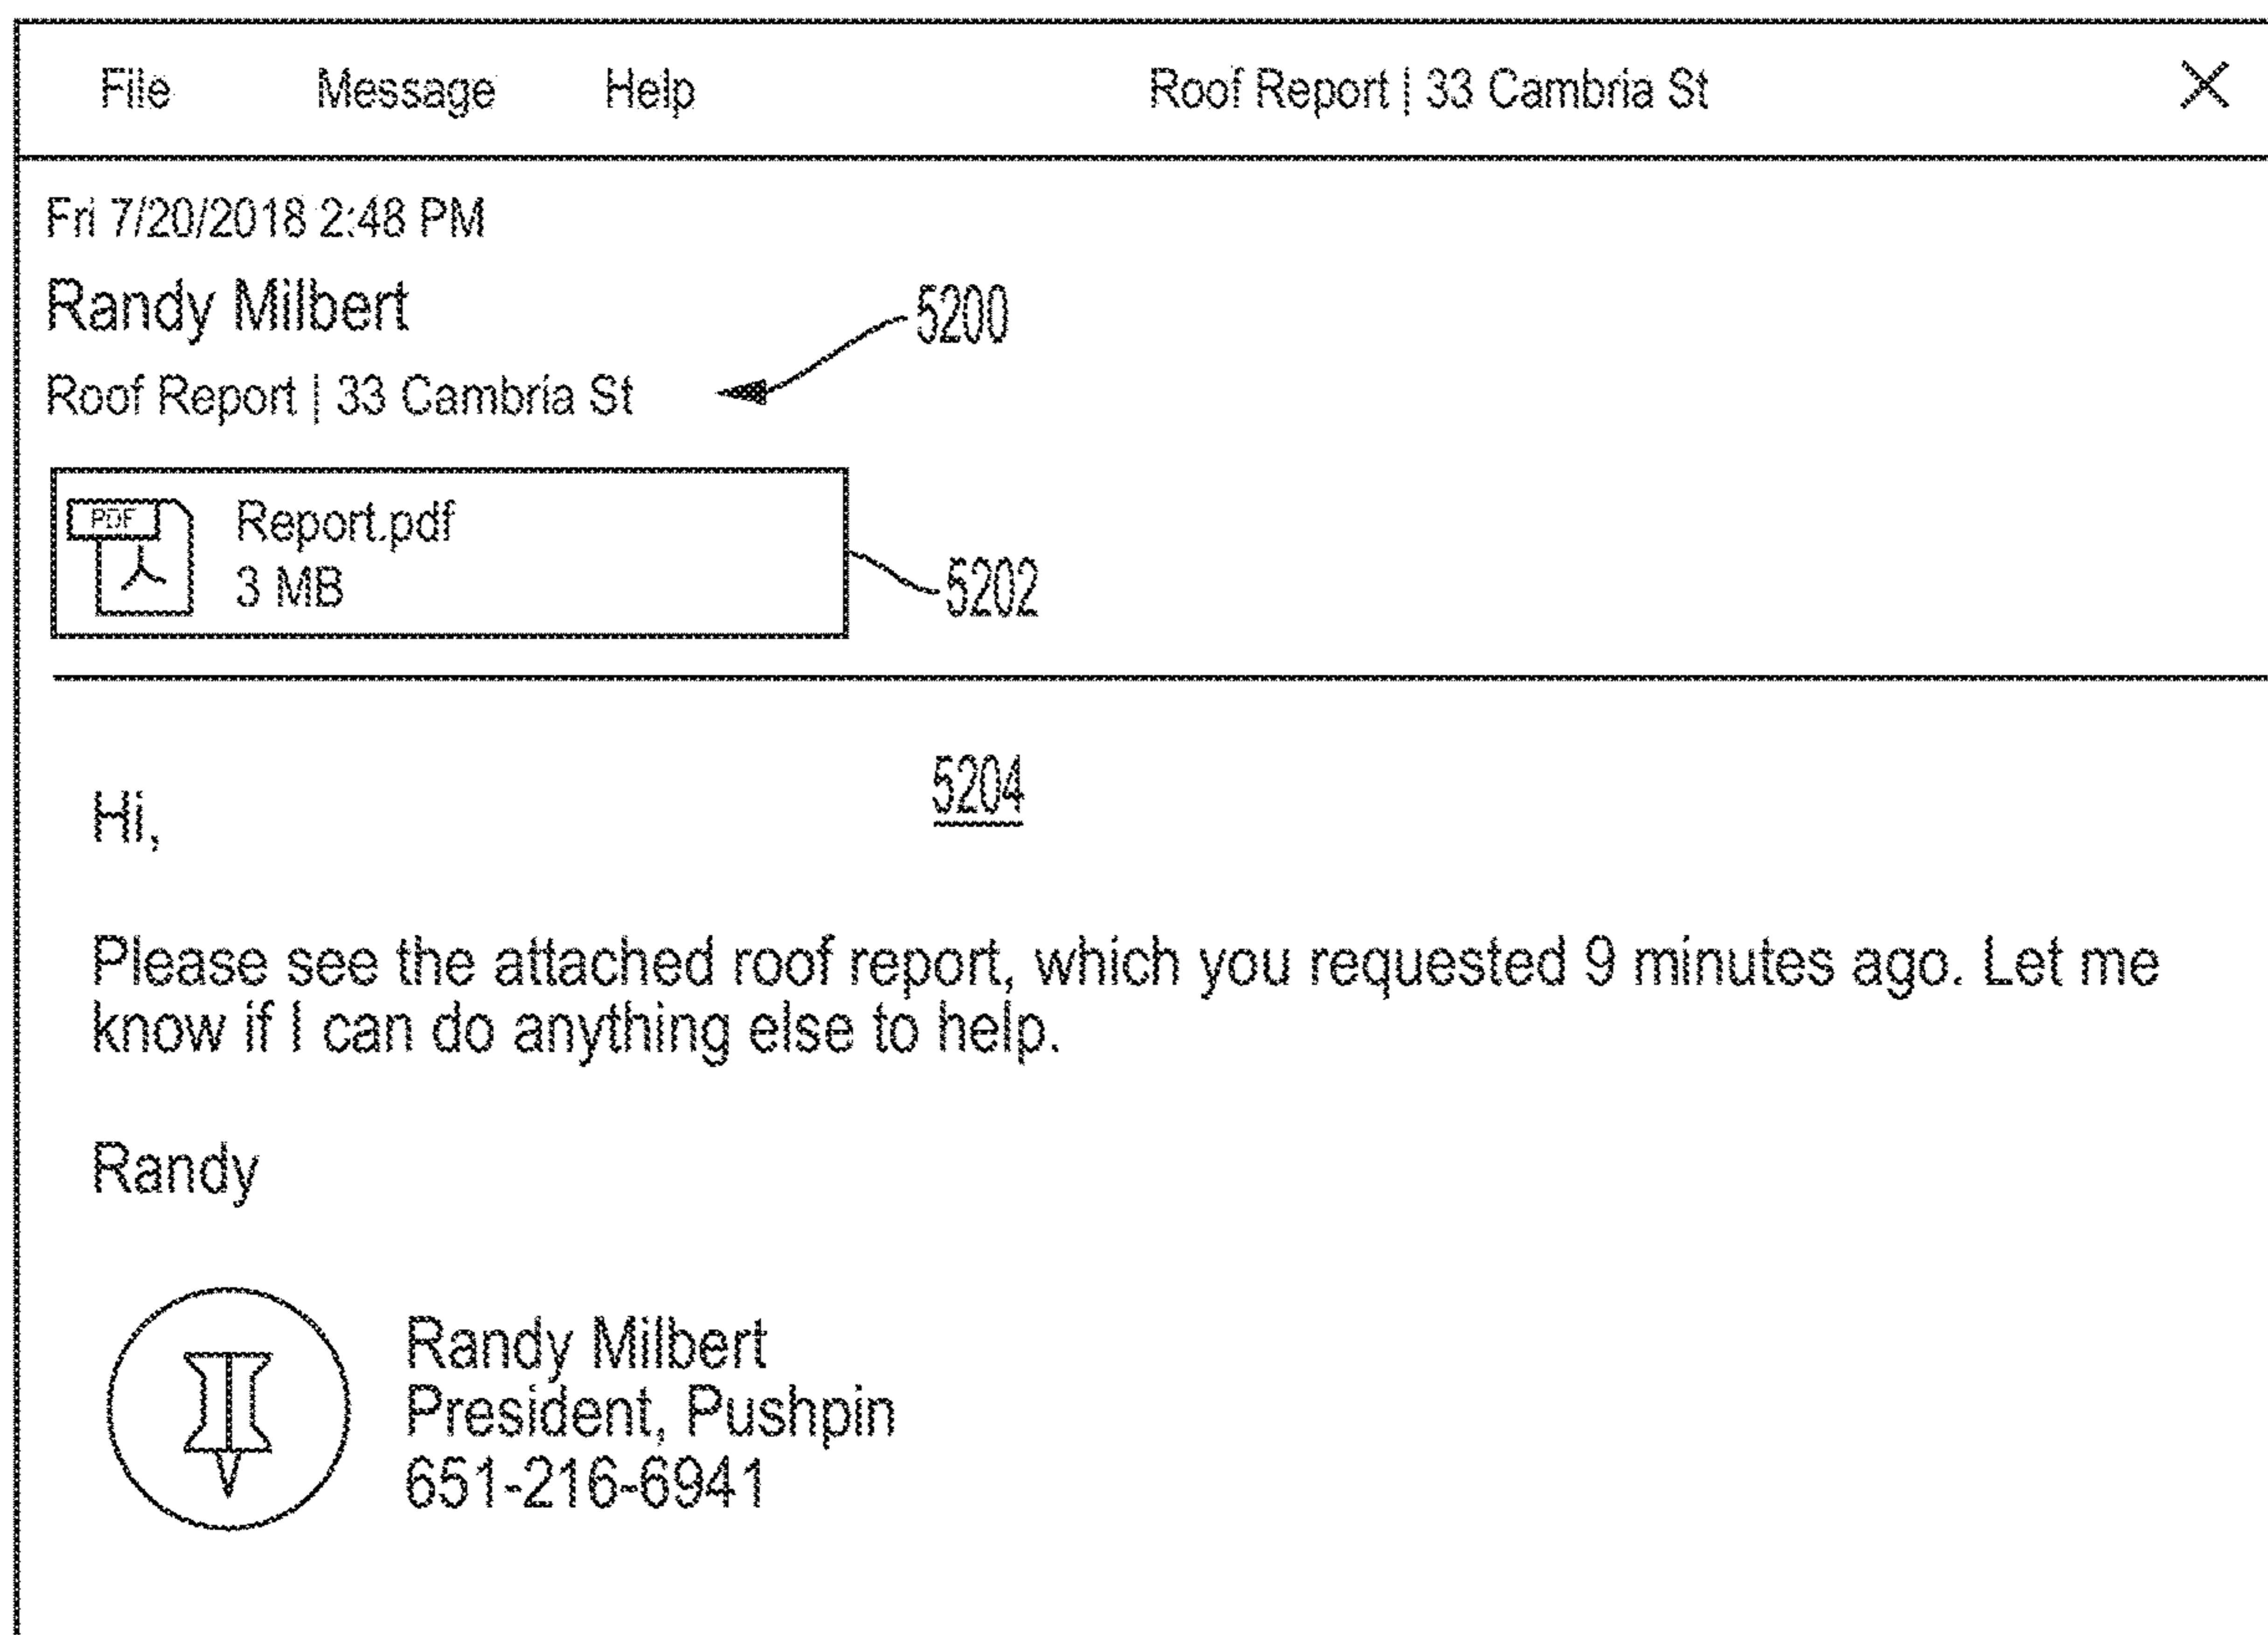 File Message Help Roof Report | 33 Cambria St
Fri 7/20/2018 2:48 PM
Randy Milbert
5200
Roof Report | 33 Cambria St
PDF
Report.pdf
3 MB
5202
5204
Hi,
Please see the attached roof report, which you requested 9 minutes ago. Let me
know if I can do anything else to help.
Randy
Randy Milbert
President, Pushpin
651-216-6941